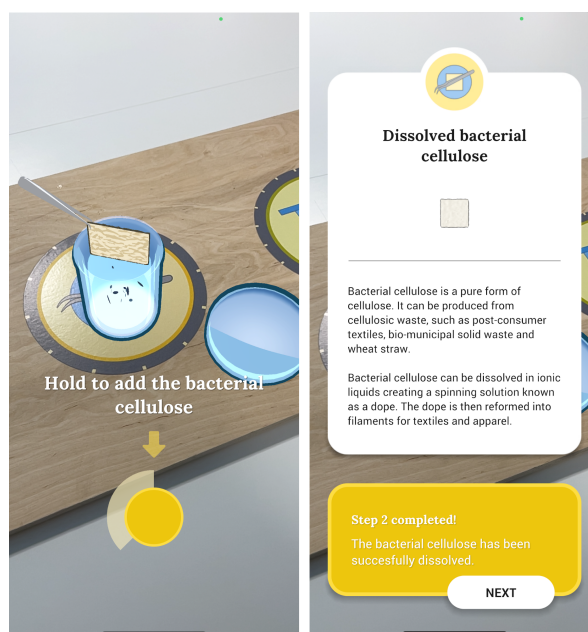 Hold to add the bacterial
cellulose
Dissolved bacterial
cellulose
Bacterial cellulose is a pure form of
cellulose. It can be produced from
cellulosic waste, such as post-consumer
textiles, bio-municipal solid waste and
wheat straw.
Bacterial cellulose can be dissolved in ionic
liquids creating a spinning solution known
as a dope. The dope is then reformed into
filaments for textiles and apparel.
Step 2 completed!
The bacterial cellulose has been
succesfully dissolved.
NEXT